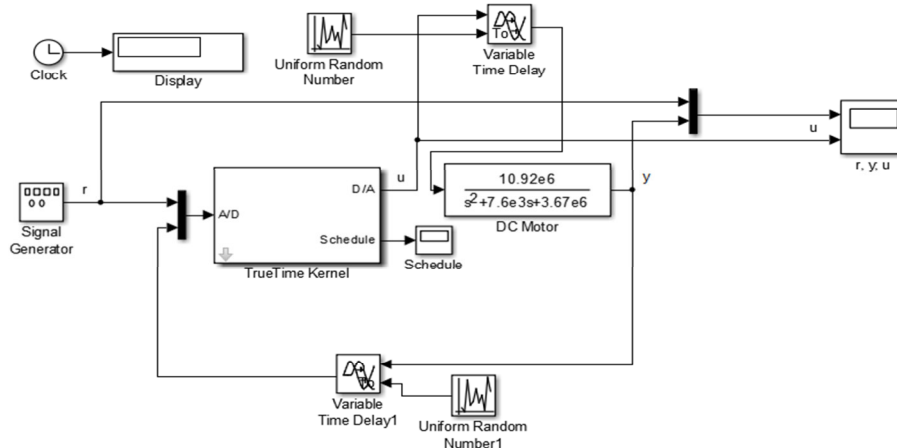 To
Uniform Random
Number
Variable
Time Delay
Clock
Display
u
r, y, u
r
u
D/A
A/D
Schedule
TrueTime Kernel
Schedule
10.92e6
s2+7.6e3s+3.67e6
DC Motor
y
Signal
Generator
Variable
Time Delay1
Uniform Random
Number1